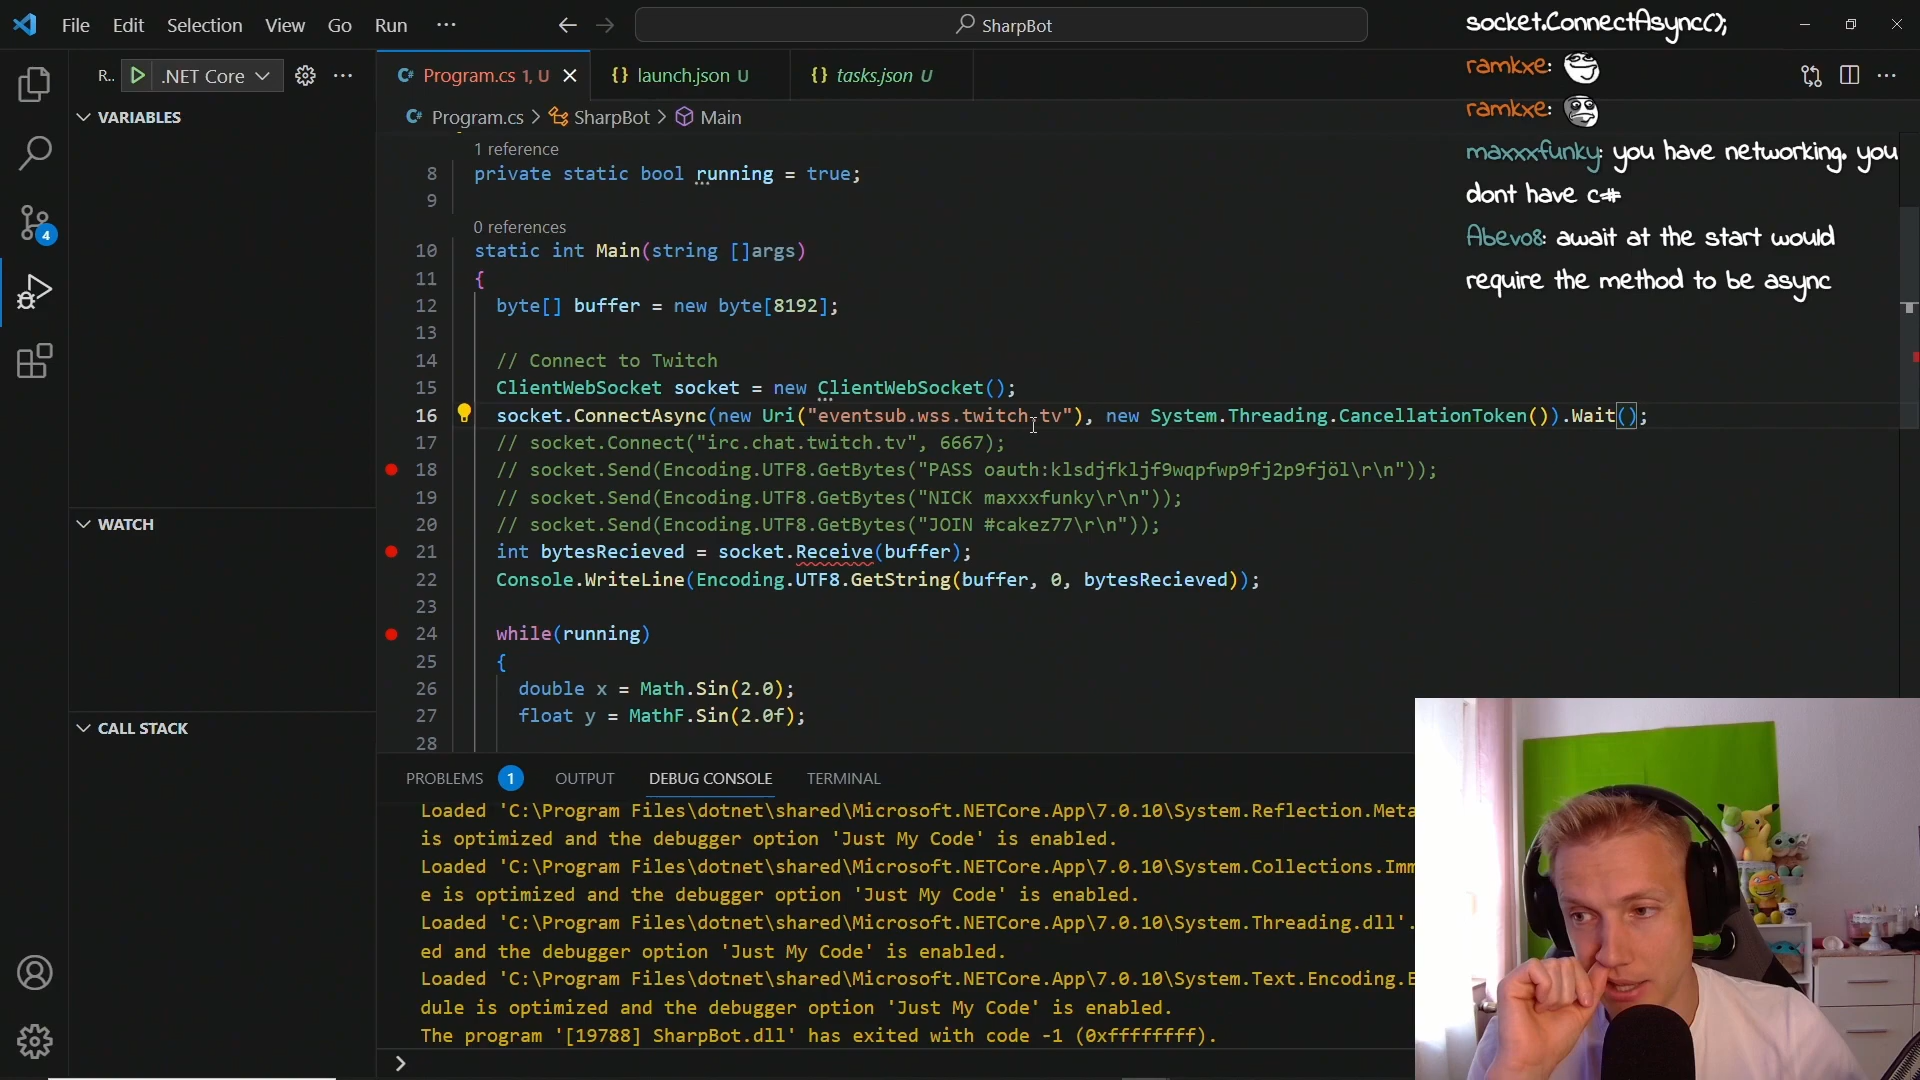 File Edit Selection View Go Run ··· SharpBot
socket.ConnectAsync();
R.. .NET Core ···
C# Program.cs 1, U {} launch.json U {} tasks.json U
ramkxe:
ramkxe:
maxxxfunky: you have networking. you
dont have c#
Abevo8: await at the start would
require the method to be async
VARIABLES
WATCH
CALL STACK
4
C# Program.cs > SharpBot > Main
1 reference
8 private static bool running = true;
9
0 references
10 static int Main(string []args)
11 {
12 byte[] buffer = new byte[8192];
13
14 // Connect to Twitch
15 ClientWebSocket socket = new ClientWebSocket();
16 socket.ConnectAsync(new Uri("eventsub.wss.twitch.tv"), new System.Threading.CancellationToken()).Wait();
17 // socket.Connect("irc.chat.twitch.tv", 6667);
18 // socket.Send(Encoding.UTF8.GetBytes("PASS oauth:klsdjfkljf9wqpfwp9fj2p9fjöl\r\n"));
19 // socket.Send(Encoding.UTF8.GetBytes("NICK maxxxfunky\r\n"));
20 // socket.Send(Encoding.UTF8.GetBytes("JOIN #cakez77\r\n"));
21 int bytesRecieved = socket.Receive(buffer);
22 Console.WriteLine(Encoding.UTF8.GetString(buffer, 0, bytesRecieved));
23
24 while(running)
25 {
26 double x = Math.Sin(2.0);
27 float y = MathF.Sin(2.0f);
28
PROBLEMS 1 OUTPUT DEBUG CONSOLE TERMINAL
Loaded 'C:\Program Files\dotnet\shared\Microsoft.NETCore.App\7.0.10\System.Reflection.Meta
is optimized and the debugger option 'Just My Code' is enabled.
Loaded 'C:\Program Files\dotnet\shared\Microsoft.NETCore.App\7.0.10\System.Collections.Imm
e is optimized and the debugger option 'Just My Code' is enabled.
Loaded 'C:\Program Files\dotnet\shared\Microsoft.NETCore.App\7.0.10\System.Threading.dll'.
ed and the debugger option 'Just My Code' is enabled.
Loaded 'C:\Program Files\dotnet\shared\Microsoft.NETCore.App\7.0.10\System.Text.Encoding.E
dule is optimized and the debugger option 'Just My Code' is enabled.
The program '[19788] SharpBot.dll' has exited with code -1 (0xffffffff).
>